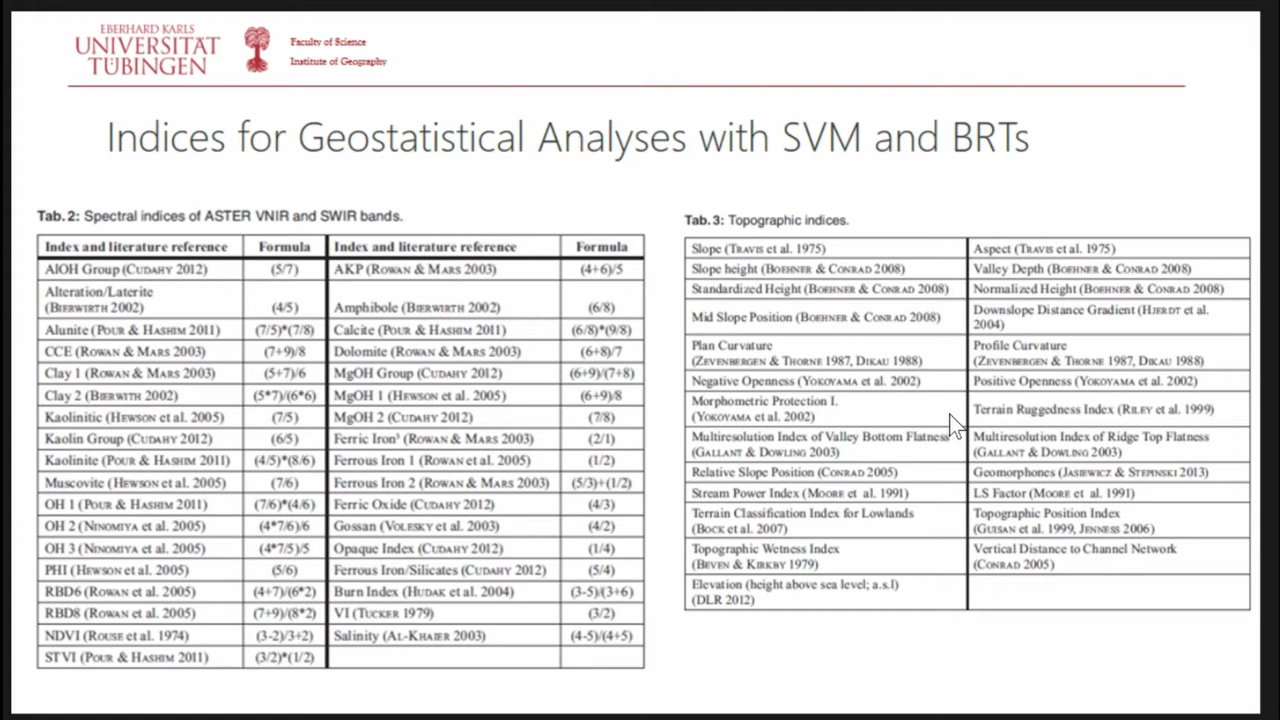 EBERHARD KARLS
UNIVERSITÄT
TÜBINGEN
Faculty of Science
Institute of Geography
Indices for Geostatistical Analyses with SVM and BRTs
Tab. 2: Spectral indices of ASTER VNIR and SWIR bands.
Index and literature reference Formula Index and literature reference Formula
AlOH Group (CUDAHY 2012) (5/7) AKP (ROWAN & MARS 2003) (4+6)/5
Alteration/Laterite
(BIERWIRTH 2002) (4/5) Amphibole (BIERWIRTH 2002) (6/8)
Alunite (POUR & HASHIM 2011) (7/5)*(7/8) Calcite (POUR & HASHIM 2011) (6/8)*(9/8)
CCE (ROWAN & MARS 2003) (7+9)/8 Dolomite (ROWAN & MARS 2003) (6+8)/7
Clay 1 (ROWAN & MARS 2003) (5+7)/6 MgOH Group (CUDAHY 2012) (6+9)/(7+8)
Clay 2 (BIERWIRTH 2002) (5*7)/(6*6) MgOH 1 (HEWSON et al. 2005) (6+9)/8
Kaolinitic (HEWSON et al. 2005) (7/5) MgOH 2 (CUDAHY 2012) (7/8)
Kaolin Group (CUDAHY 2012) (6/5) Ferric Iron³ (ROWAN & MARS 2003) (2/1)
Kaolinite (POUR & HASHIM 2011) (4/5)*(8/6) Ferrous Iron 1 (ROWAN et al. 2005) (1/2)
Muscovite (HEWSON et al. 2005) (7/6) Ferrous Iron 2 (ROWAN & MARS 2003) (5/3)+(1/2)
OH 1 (POUR & HASHIM 2011) (7/6)*(4/6) Ferric Oxide (CUDAHY 2012) (4/3)
OH 2 (NINOMIYA et al. 2005) (4*7/6)/6 Gossan (VOLESKY et al. 2003) (4/2)
OH 3 (NINOMIYA et al. 2005) (4*7/5)/5 Opaque Index (CUDAHY 2012) (1/4)
PHI (HEWSON et al. 2005) (5/6) Ferrous Iron/Silicates (CUDAHY 2012) (5/4)
RBD6 (ROWAN et al. 2005) (4+7)/(6*2) Burn Index (HUDAK et al. 2004) (3-5)/(3+6)
RBD8 (ROWAN et al. 2005) (7+9)/(8*2) VI (TUCKER 1979) (3/2)
NDVI (ROUSE et al. 1974) (3-2)/3+2) Salinity (AL-KHAIER 2003) (4-5)/(4+5)
STVI (POUR & HASHIM 2011) (3/2)*(1/2)
Tab. 3: Topographic indices.
Slope (TRAVIS et al. 1975) Aspect (TRAVIS et al. 1975)
Slope height (BOEHNER & CONRAD 2008) Valley Depth (BOEHNER & CONRAD 2008)
Standardized Height (BOEHNER & CONRAD 2008) Normalized Height (BOEHNER & CONRAD 2008)
Mid Slope Position (BOEHNER & CONRAD 2008) Downslope Distance Gradient (HJERDT et al.
2004)
Plan Curvature Profile Curvature
(ZEVENBERGEN & THORNE 1987, DIKAU 1988) (ZEVENBERGEN & THORNE 1987, DIKAU 1988)
Negative Openness (YOKOYAMA et al. 2002) Positive Openness (YOKOYAMA et al. 2002)
Morphometric Protection I.
(YOKOYAMA et al. 2002) Terrain Ruggedness Index (RILEY et al. 1999)
Multiresolution Index of Valley Bottom Flatness Multiresolution Index of Ridge Top Flatness
(GALLANT & DOWLING 2003) (GALLANT & DOWLING 2003)
Relative Slope Position (CONRAD 2005) Geomorphones (JASIEWICZ & STEPINSKI 2013)
Stream Power Index (MOORE et al. 1991) LS Factor (MOORE et al. 1991)
Terrain Classification Index for Lowlands Topographic Position Index
(BOCK et al. 2007) (GUISAN et al. 1999, JENNESS 2006)
Topographic Wetness Index Vertical Distance to Channel Network
(BEVEN & KIRKBY 1979) (CONRAD 2005)
Elevation (height above sea level; a.s.l)
(DLR 2012)